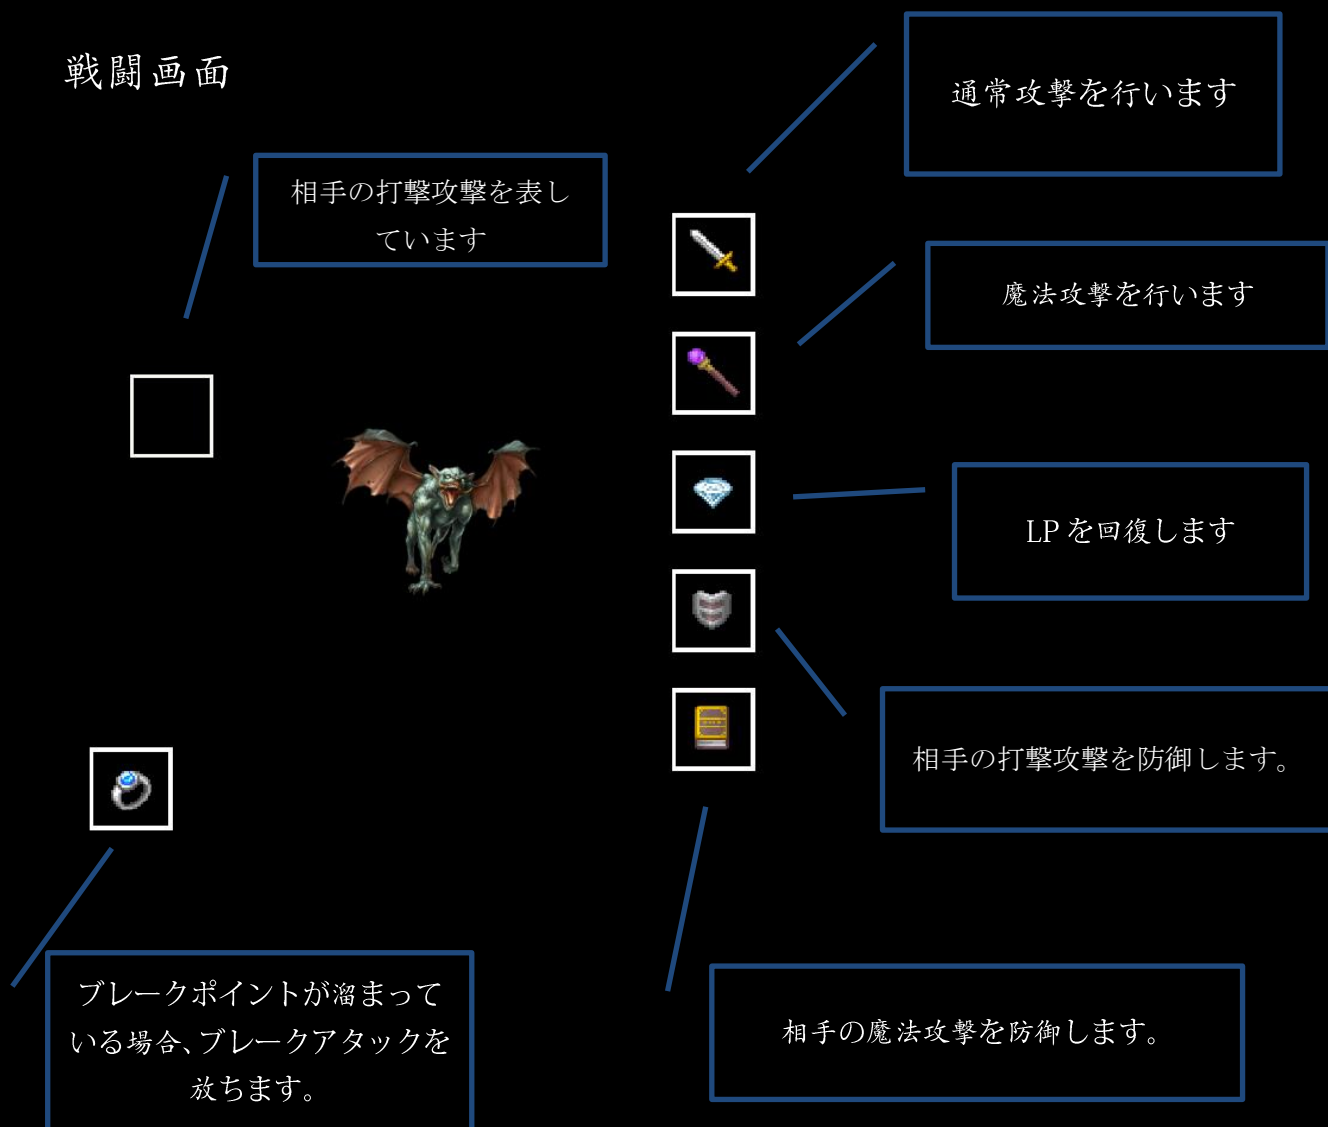 戦闘画面
通常攻撃を行います
相手の打撃攻撃を表し
ています
魔法攻撃を行います
LPを回復します
相手の打撃攻撃を防御します。
ブレークポイントが溜まって
いる場合、ブレークアタックを
放ちます。
相手の魔法攻撃を防御します。